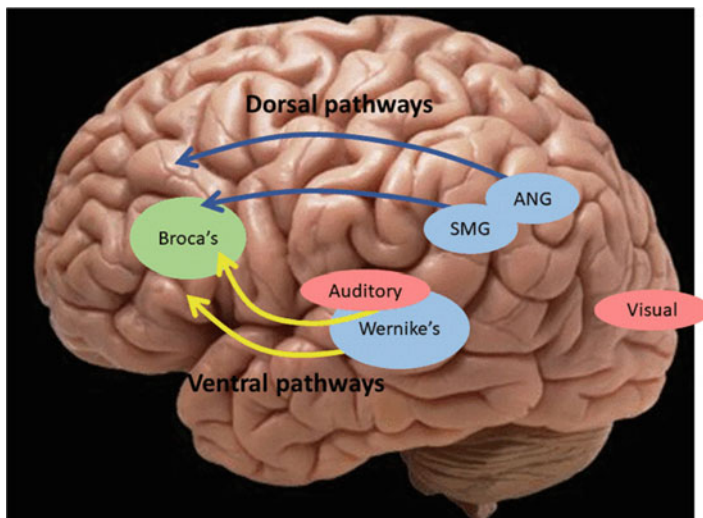 Dorsal pathways
ANG
SMG
Broca's
Auditory
Visual
Wernike's
Ventral pathways